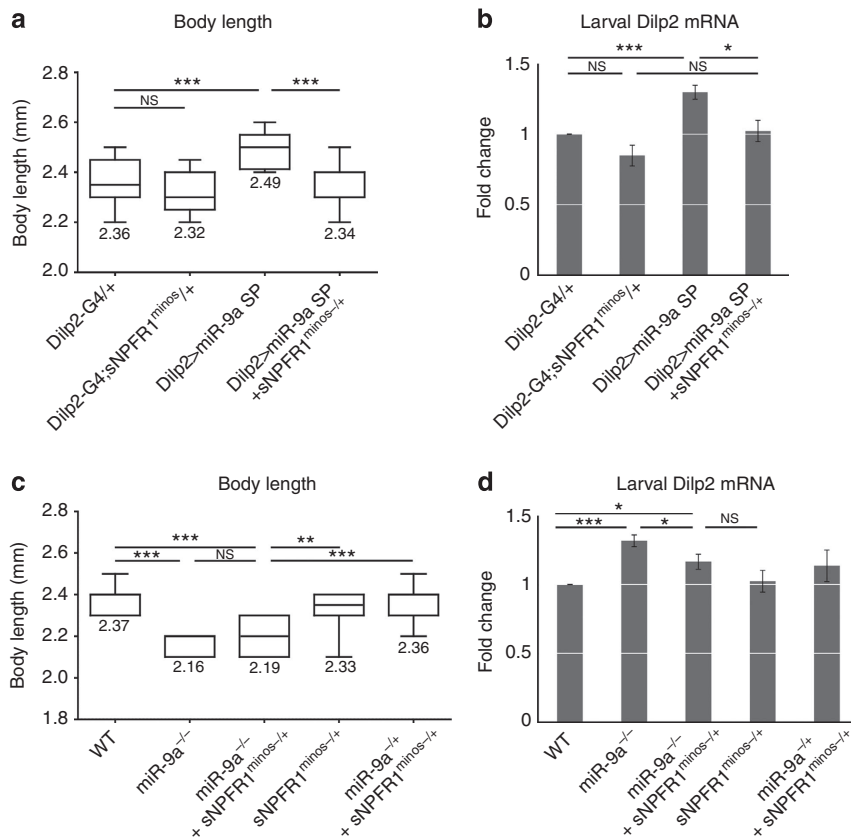 a
Body length
Body length (mm)
2.8
2.6
2.4
2.2
2.0
***
***
NS
2.36
2.32
2.49
2.34
Dilp2-G4/+
Dilp2-G4;sNPFR1minos/+
Dilp2>miR-9a SP
Dilp2>miR-9a SP
+sNPFR1minos–/+
b
Larval Dilp2 mRNA
Fold change
1.5
1
0.5
0
***
*
NS
NS
Dilp2-G4/+
Dilp2-G4;sNPFR1minos/+
Dilp2>miR-9a SP
Dilp2>miR-9a SP
+sNPFR1minos–/+
c
Body length
Body length (mm)
2.8
2.6
2.4
2.2
2.0
1.8
***
**
***
NS
***
2.37
2.16
2.19
2.33
2.36
WT
miR-9a–/–
miR-9a–/–
+ sNPFR1minos–/+
sNPFR1minos–/+
miR-9a–/+
+ sNPFR1minos–/+
d
Larval Dilp2 mRNA
Fold change
1.5
1
0.5
0
*
***
*
NS
WT
miR-9a–/–
miR-9a–/–
+ sNPFR1minos–/+
sNPFR1minos–/+
miR-9a–/+
+ sNPFR1minos–/+